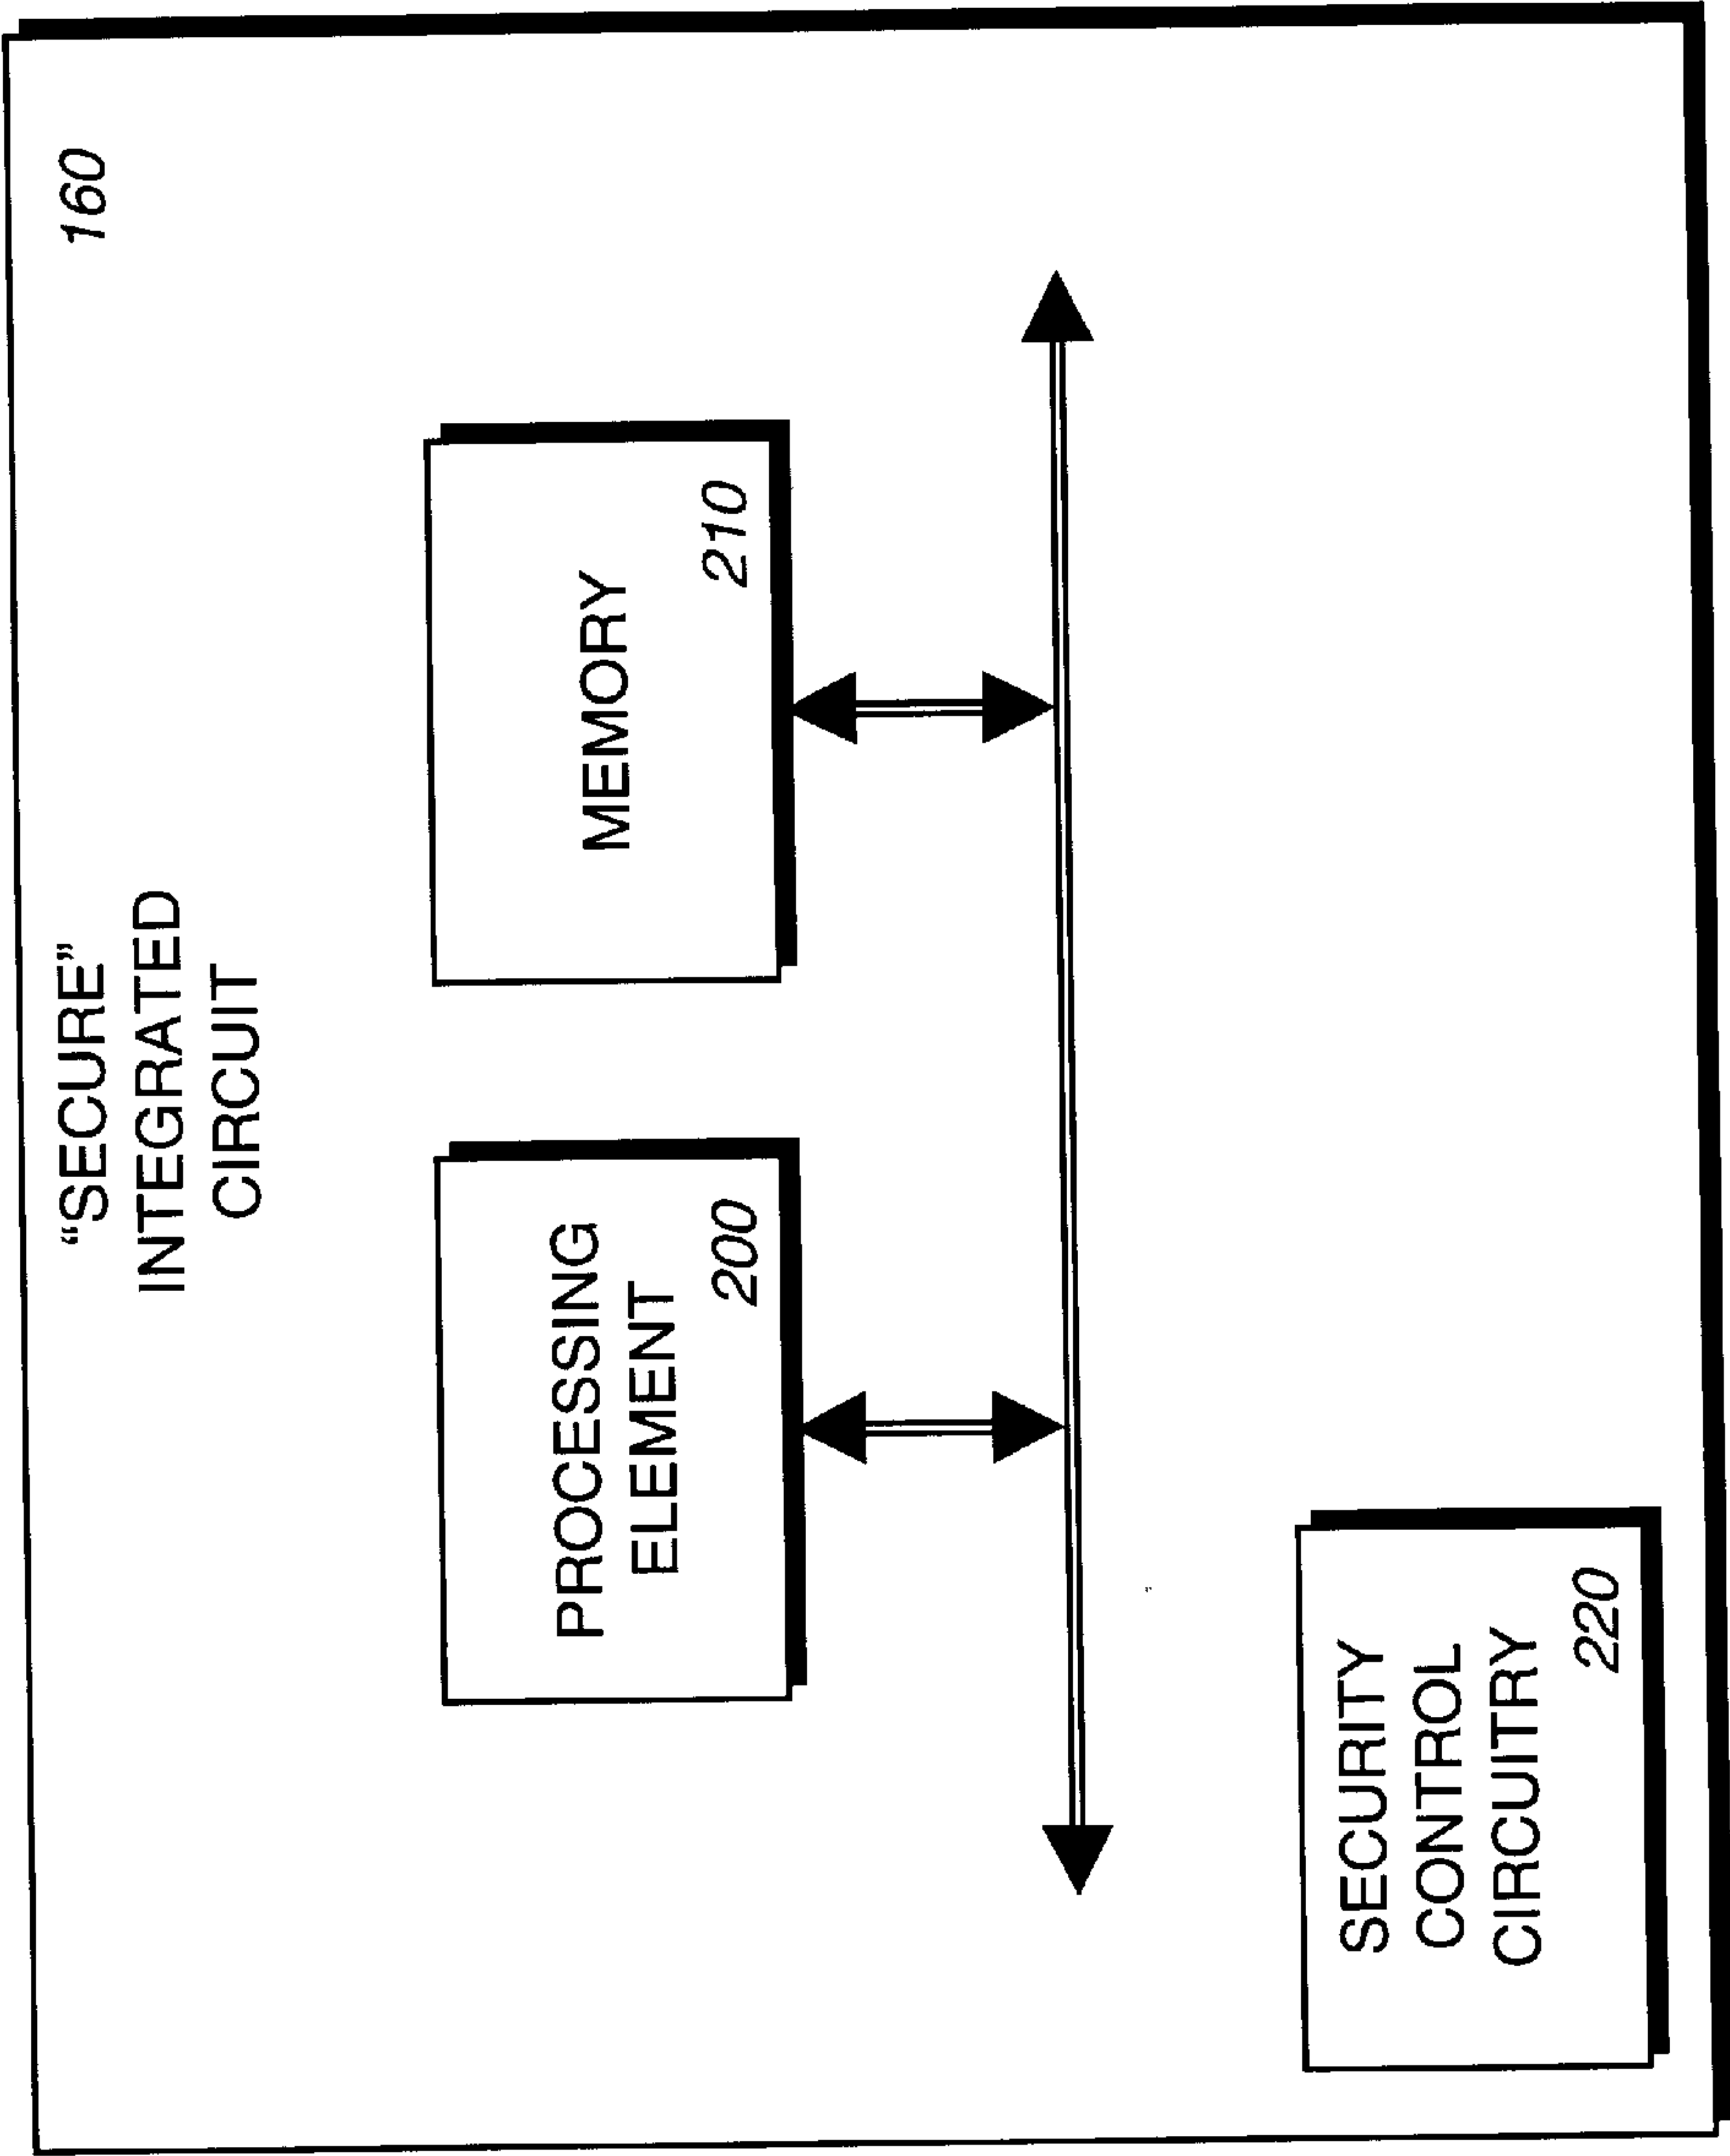 “SECURE”
INTEGRATED
CIRCUIT
160
PROCESSING
ELEMENT
200
MEMORY
210
SECURITY
CONTROL
CIRCUITRY
220